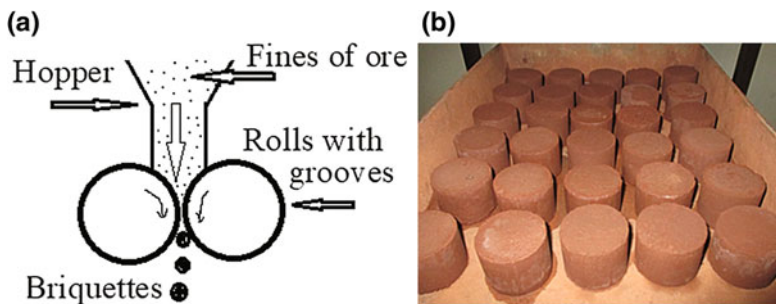 (a)
Fines of ore
Hopper
Rolls with
grooves
Briquettes
(b)